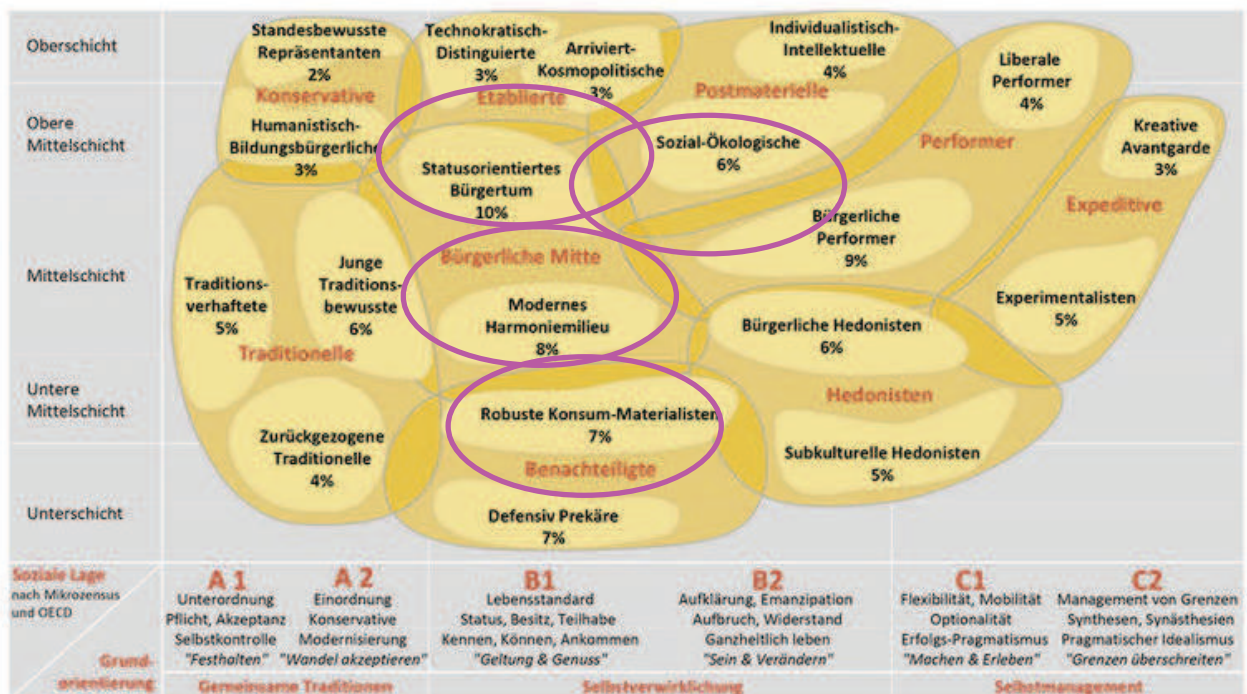 Oberschicht
Obere
Mittelschicht
Mittelschicht
Untere
Mittelschicht
Unterschicht
Standesbewusste
Repräsentanten
2%
Konservative
Humanistisch-
Bildungsbürgerliche
3%
Technokratisch-
Distinguierte
3%
Arriviert-
Kosmopolitische
3%
Etablierte
Individualistisch-
Intellektuelle
4%
Postmaterielle
Sozial-Ökologische
6%
Liberale
Performer
4%
Performer
Kreative
Avantgarde
3%
Expeditive
Statusorientiertes
Bürgertum
10%
Bürgerliche
Performer
9%
Bürgerliche Mitte
Traditions-
verhaftete
5%
Junge
Traditions-
bewusste
6%
Traditionelle
Modernes
Harmoniemilieu
8%
Bürgerliche Hedonisten
6%
Experimentalisten
5%
Hedonisten
Robuste Konsum-Materialisten
7%
Benachteiligte
Zurückgezogene
Traditionelle
4%
Subkulturelle Hedonisten
5%
Defensiv Prekäre
7%
Soziale Lage
nach Mikrozensus
und OECD
Grund-
orientierung
A 1
Unterordnung
Pflicht, Akzeptanz
Selbstkontrolle
"Festhalten"
A 2
Einordnung
Konservative
Modernisierung
"Wandel akzeptieren"
B1
Lebensstandard
Status, Besitz, Teilhabe
Kennen, Können, Ankommen
"Geltung & Genuss"
B2
Aufklärung, Emanzipation
Aufbruch, Widerstand
Ganzheltlich leben
"Sein & Verändern"
C1
Flexibilität, Mobilität
Optionalität
Erfolgs-Pragmatismus
"Machen & Erleben"
C2
Management von Grenzen
Synthesen, Synästhesien
Pragmatischer Idealismus
"Grenzen überschreiten"
Gemeinsame Traditionen
Selbstverwirklichung
Selbstmanagement